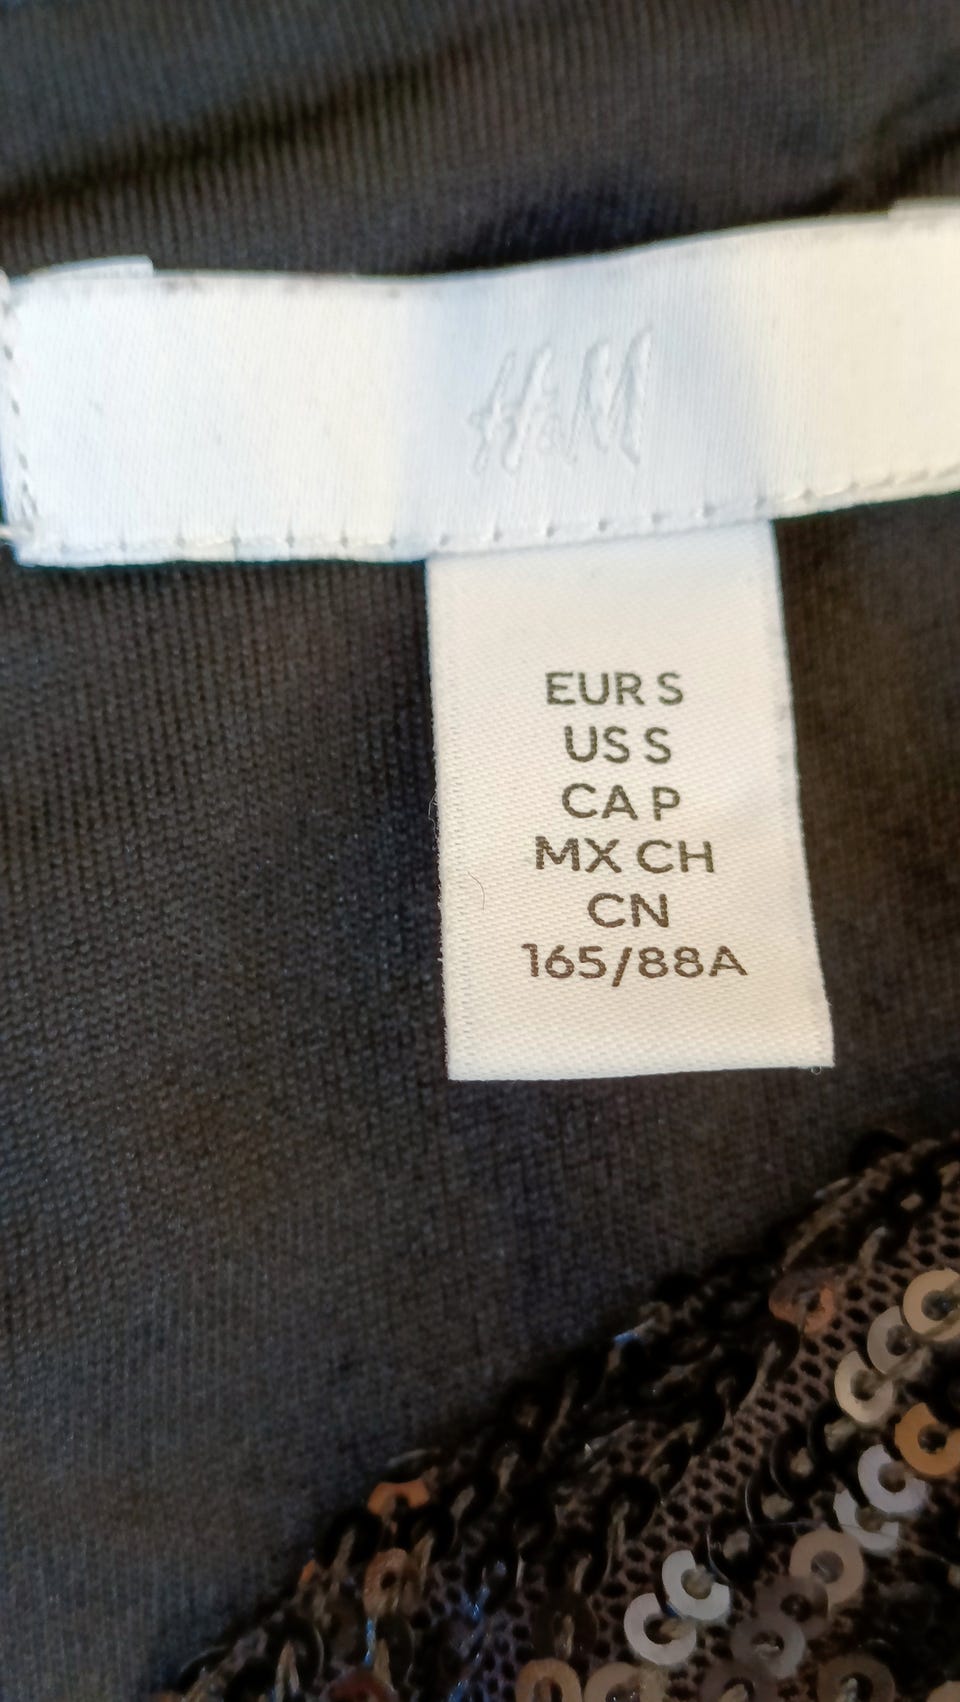 H&M
EUR S
US S
CA P
MX CH
CN
165/88A